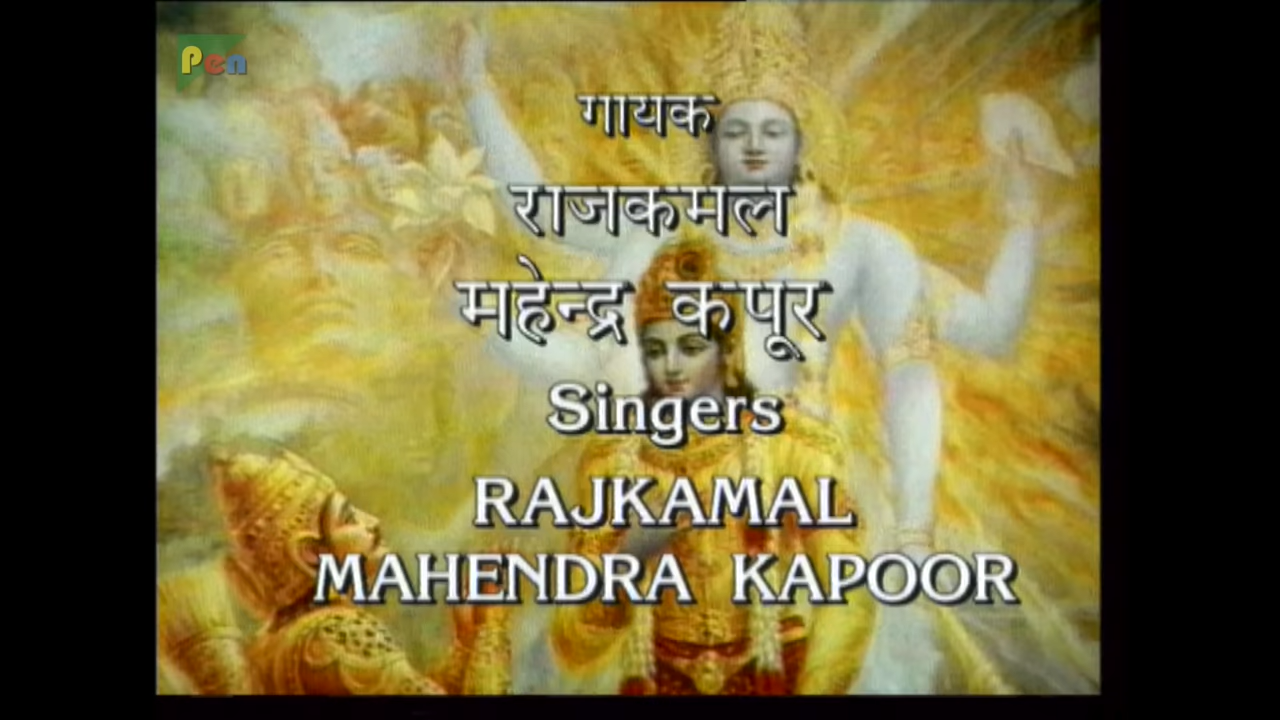 Pen
गायक
राजकमल
महेन्द्र कपूर
Singers
RAJKAMAL
MAHENDRA KAPOOR